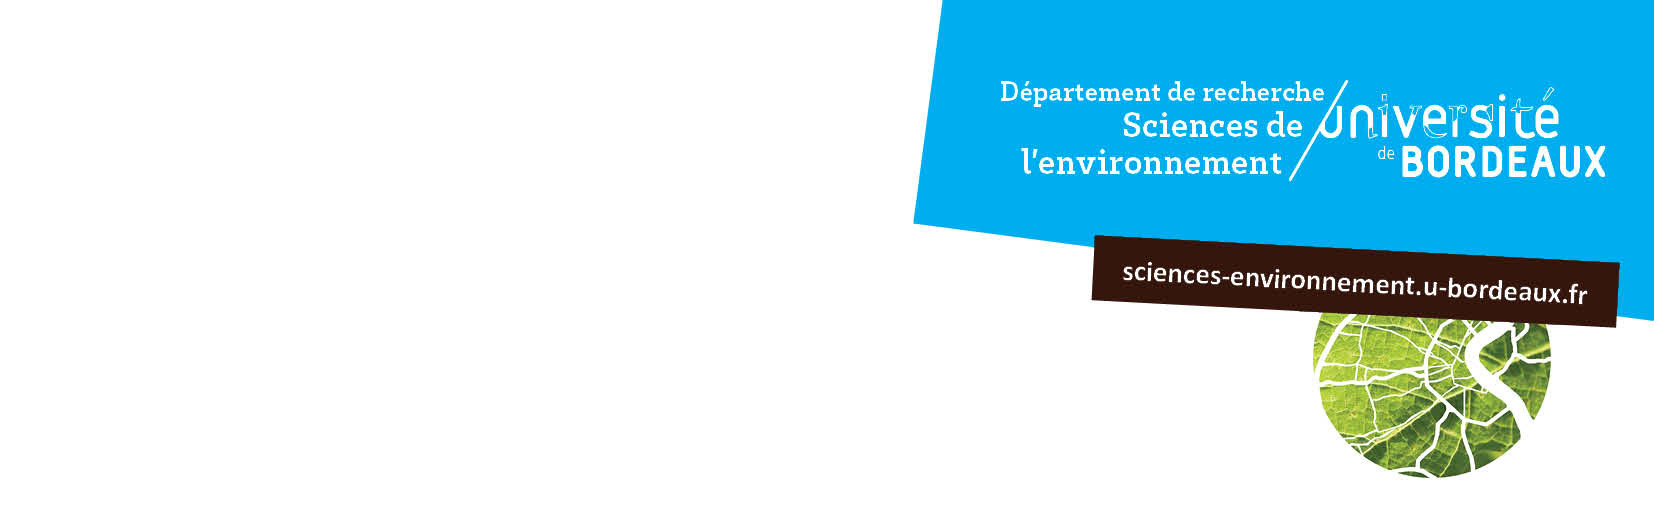 Département de recherche
Sciences de
l'environnement
université
de BORDEAUX
sciences-environnement.u-bordeaux.fr